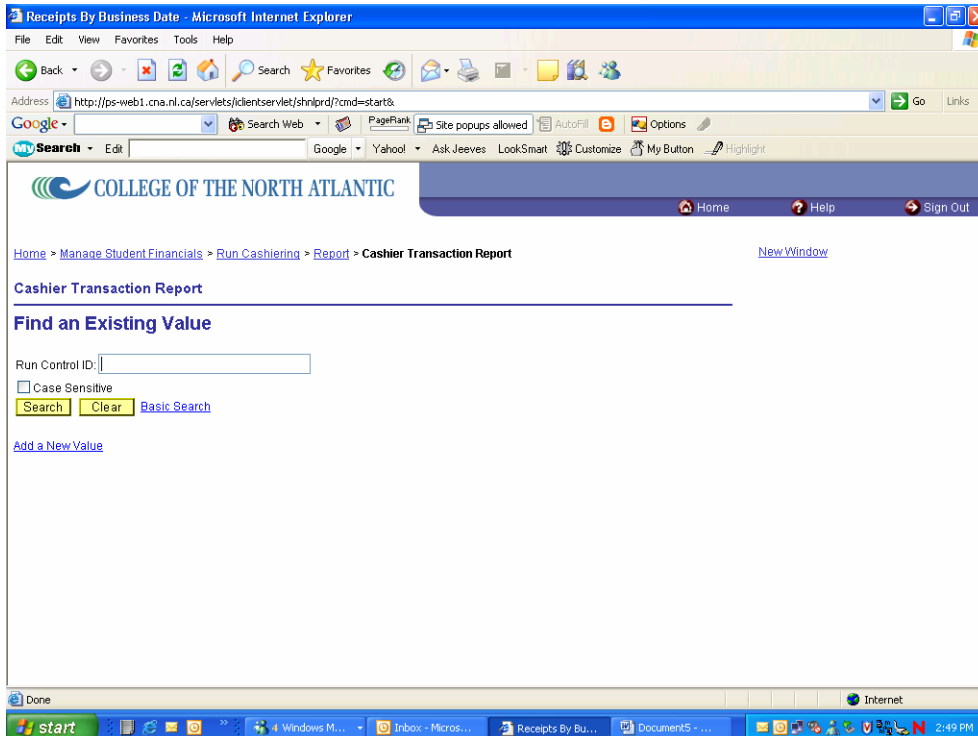 Receipts By Business Date - Microsoft Internet Explorer
File Edit View Favorites Tools Help
Back Search Favorites
Address http://ps-web1.cna.nl.ca/servlets/iclientservlet/shnlprd/?cmd=start& Go Links
Google Search Web PageRank Site popups allowed AutoFill Options
My Search Edit Google Yahoo! Ask Jeeves LookSmart Customize My Button Highlight
COLLEGE OF THE NORTH ATLANTIC
Home Help Sign Out
Home > Manage Student Financials > Run Cashiering > Report > Cashier Transaction Report New Window
Cashier Transaction Report
Find an Existing Value
Run Control ID:
Case Sensitive
Search Clear Basic Search
Add a New Value
Done Internet
start 4 Windows M... Inbox - Micros... Receipts By Bu... Document5 - ... 2:49 PM